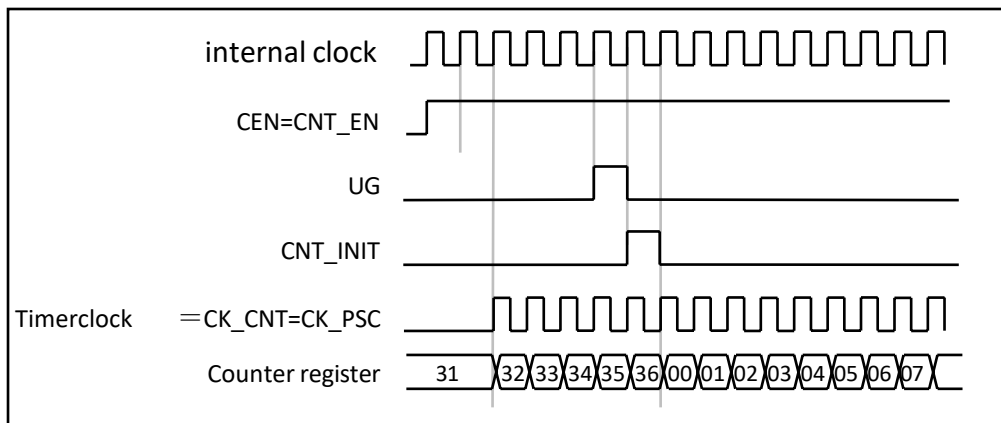 internal clock
CEN=CNT_EN
UG
CNT_INIT
Timerclock =CK_CNT=CK_PSC
Counter register 31 32 33 34 35 36 00 01 02 03 04 05 06 07